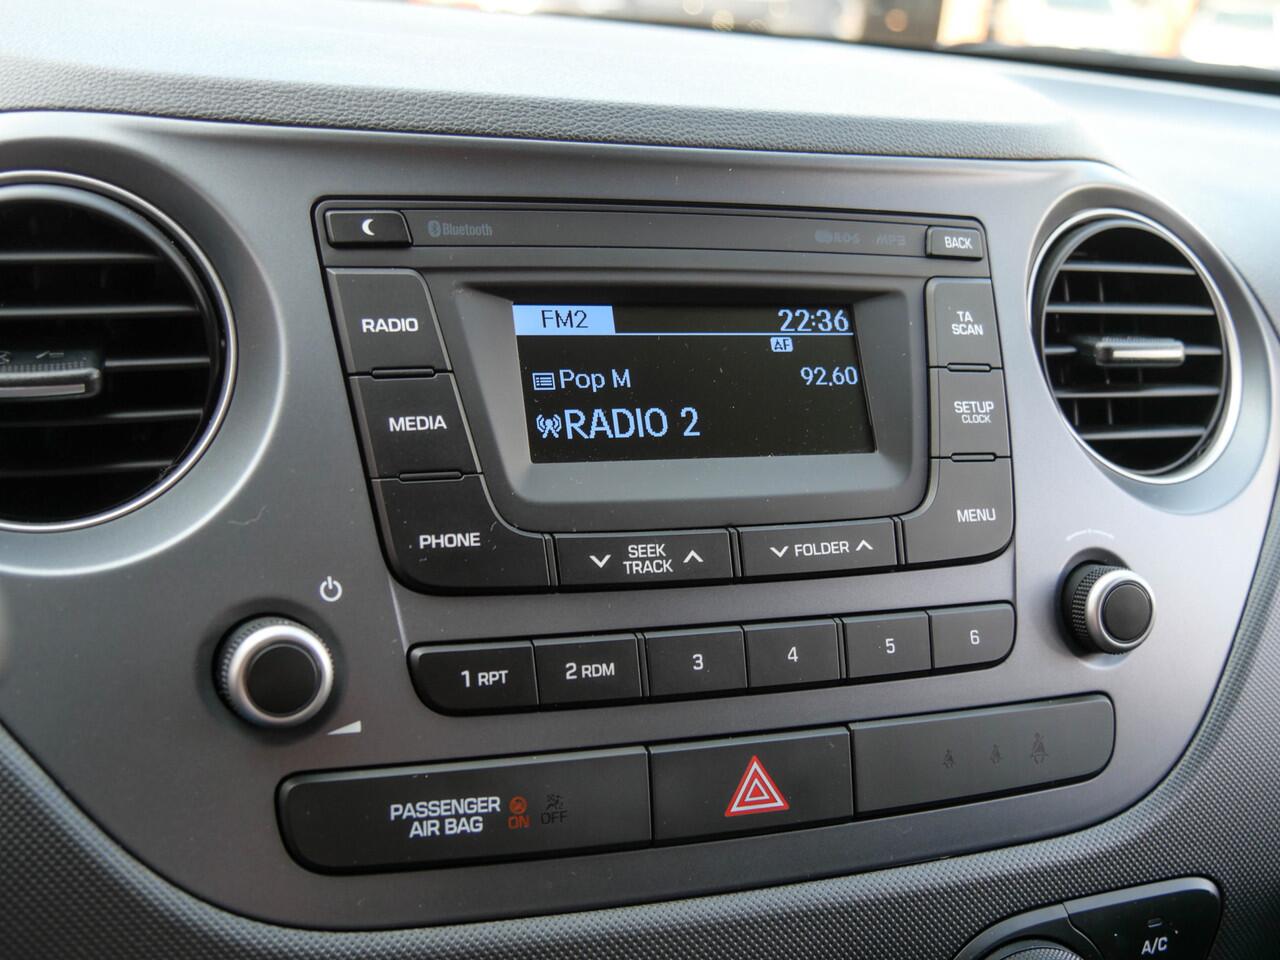 Bluetooth
R.D.S
MP3
BACK
RADIO
MEDIA
PHONE
FM2
22:36
AF
Pop M
92.60
RADIO 2
TA
SCAN
SETUP
CLOCK
MENU
SEEK
TRACK
FOLDER
1 RPT
2 RDM
3
4
5
6
PASSENGER
AIR BAG
ON
OFF
A/C